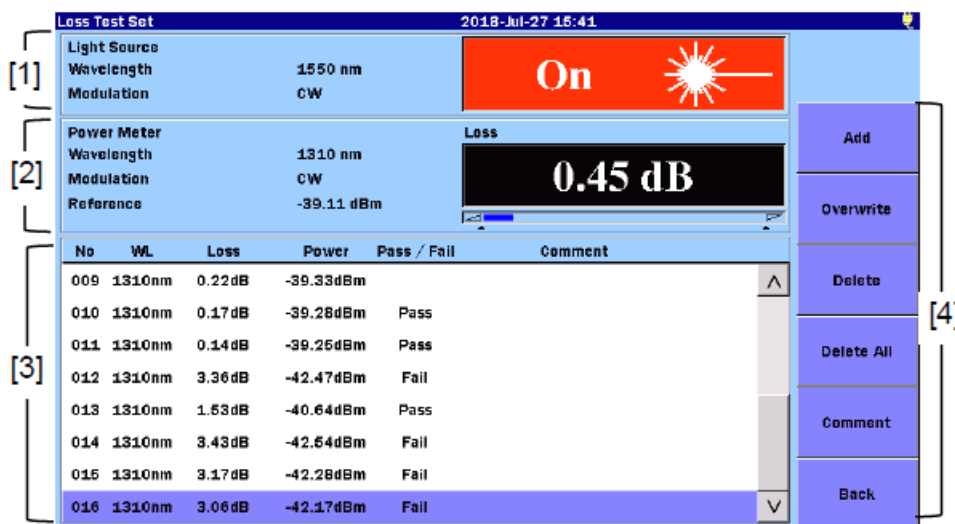 Loss Test Set 2018-Jul-27 15:41
[1]
Light Source
Wavelength 1550 nm
Modulation CW
On
[2]
Power Meter
Wavelength 1310 nm
Modulation CW
Reference -39.11 dBm
Loss
0.45 dB
[3]
No WL Loss Power Pass / Fail Comment
009 1310nm 0.22dB -39.33dBm
010 1310nm 0.17dB -39.28dBm Pass
011 1310nm 0.14dB -39.25dBm Pass
012 1310nm 3.36dB -42.47dBm Fail
013 1310nm 1.53dB -40.64dBm Pass
014 1310nm 3.43dB -42.54dBm Fail
015 1310nm 3.17dB -42.28dBm Fail
016 1310nm 3.06dB -42.17dBm Fail
Add
Overwrite
Delete
Delete All
Comment
Back
[4]